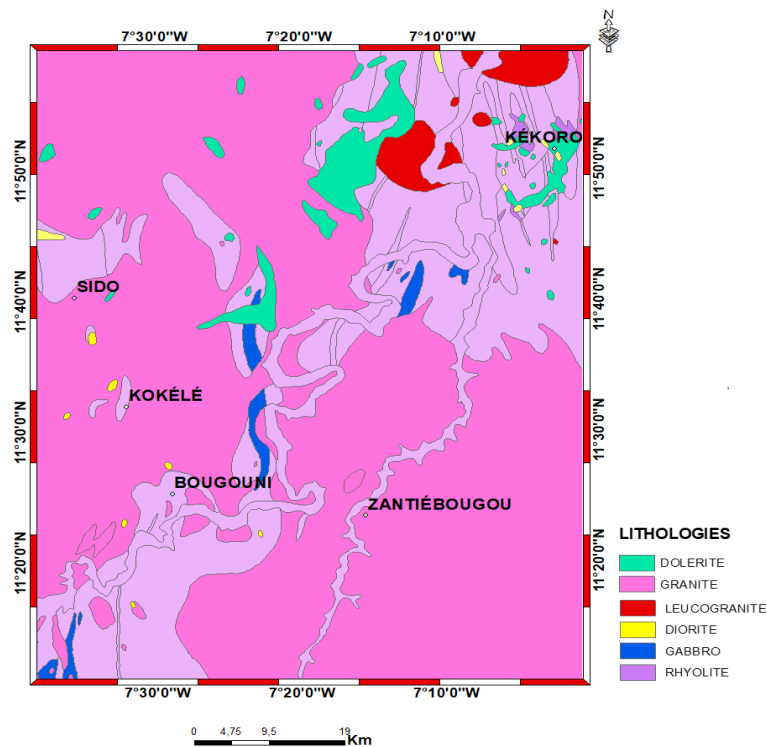 N
7°30'0"W 7°20'0"W 7°10'0"W
11°50'0"N 11°50'0"N
KÉKORO
SIDO
11°40'0"N 11°40'0"N
KOKÉLÉ
11°30'0"N 11°30'0"N
BOUGOUNI
ZANTIÉBOUGOU
11°20'0"N 11°20'0"N
7°30'0"W 7°20'0"W 7°10'0"W
LITHOLOGIES
DOLERITE
GRANITE
LEUCOGRANITE
DIORITE
GABBRO
RHYOLITE
0 4,75 9,5 19
Km